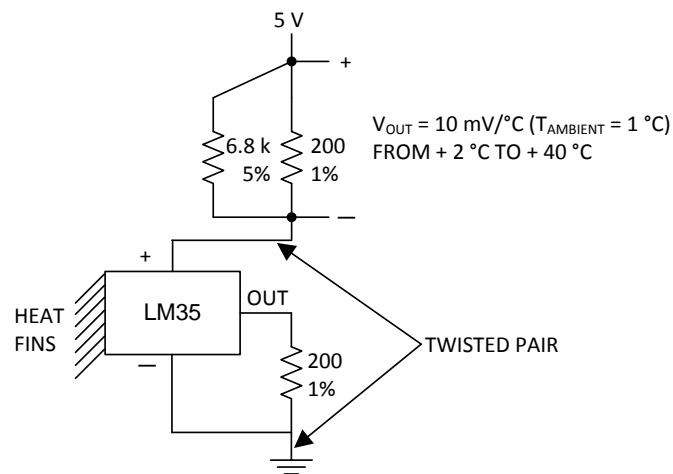 5 V
+
6.8 k
5%
200
1%
V_OUT = 10 mV/°C (T_AMBIENT = 1 °C)
FROM + 2 °C TO + 40 °C
—
+
HEAT
FINS
LM35
OUT
—
200
1%
TWISTED PAIR